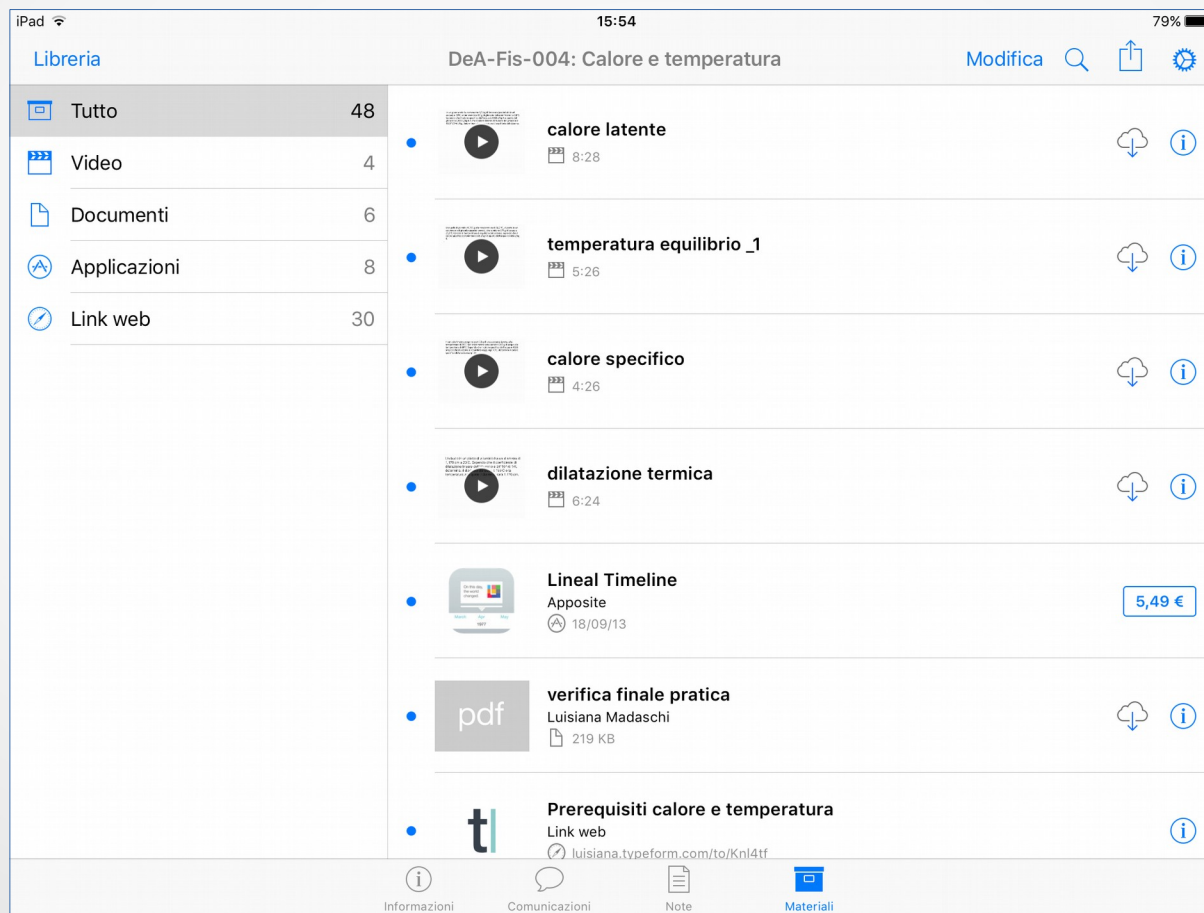 iPad
15:54
79%
Libreria
DeA-Fis-004: Calore e temperatura
Modifica
Tutto 48
Video 4
Documenti 6
Applicazioni 8
Link web 30
calore latente
8:28
temperatura equilibrio _1
5:26
calore specifico
4:26
dilatazione termica
6:24
Lineal Timeline
Apposite
18/09/13
5,49 €
pdf
verifica finale pratica
Luisiana Madaschi
219 KB
tl
Prerequisiti calore e temperatura
Link web
luisiana.typeform.com/to/Knl4tf
Informazioni
Comunicazioni
Note
Materiali